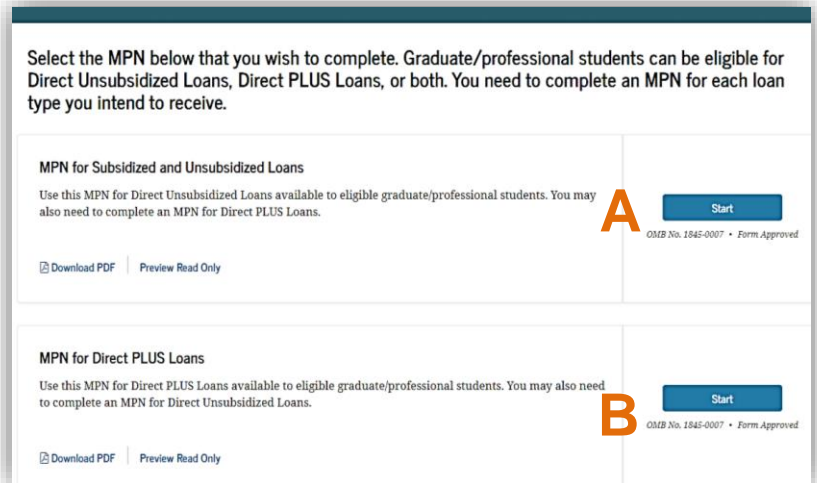 Select the MPN below that you wish to complete. Graduate/professional students can be eligible for
Direct Unsubsidized Loans, Direct PLUS Loans, or both. You need to complete an MPN for each loan
type you intend to receive.
MPN for Subsidized and Unsubsidized Loans
Use this MPN for Direct Unsubsidized Loans available to eligible graduate/professional students. You may
also need to complete an MPN for Direct PLUS Loans.
Download PDF Preview Read Only
A
Start
OMB No. 1845-0007 • Form Approved
MPN for Direct PLUS Loans
Use this MPN for Direct PLUS Loans available to eligible graduate/professional students. You may also need
to complete an MPN for Direct Unsubsidized Loans.
Download PDF Preview Read Only
B
Start
OMB No. 1845-0007 • Form Approved